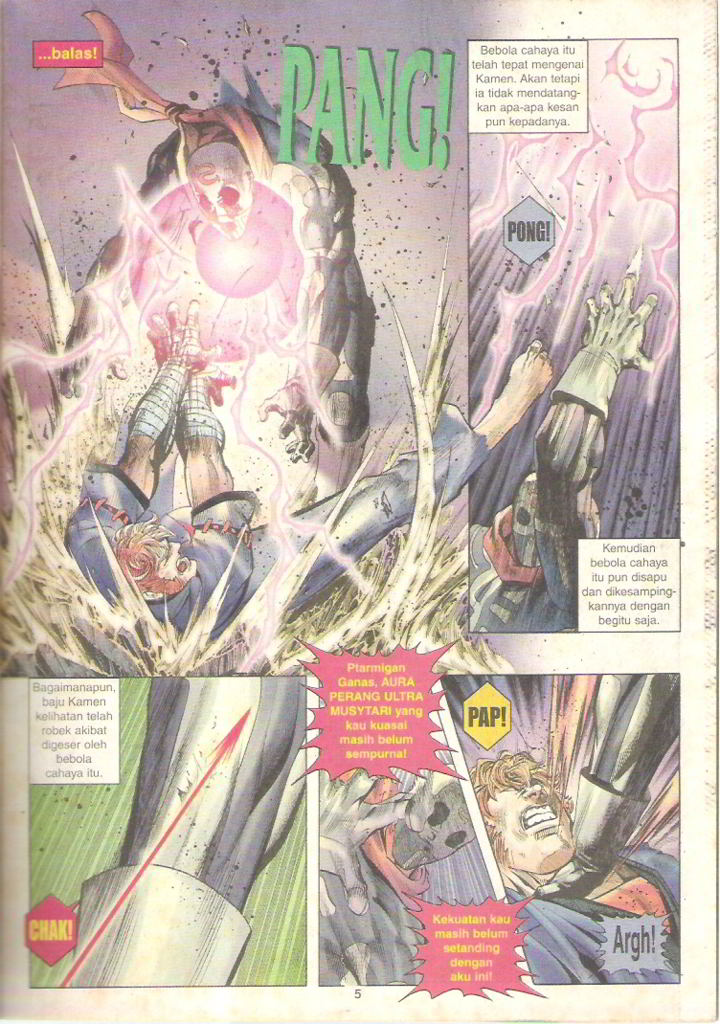 ...balas!
PANG!
Bebola cahaya itu
telah tepat mengenai
Kamen. Akan tetapi
ia tidak mendatang-
kan apa-apa kesan
pun kepadanya.
PONG!
Kemudian
bebola cahaya
itu pun disapu
dan dikesamping-
kannya dengan
begitu saja.
Bagaimanapun,
baju Kamen
kelihatan telah
robek akibat
digeser oleh
bebola
cahaya itu.
CHAK!
Ptarmigan
Ganas, AURA
PERANG ULTRA
MUSYTARI yang
kau kuasai
masih belum
sempurna!
Kekuatan kau
masih belum
setanding
dengan
aku ini!
PAP!
Argh!
5